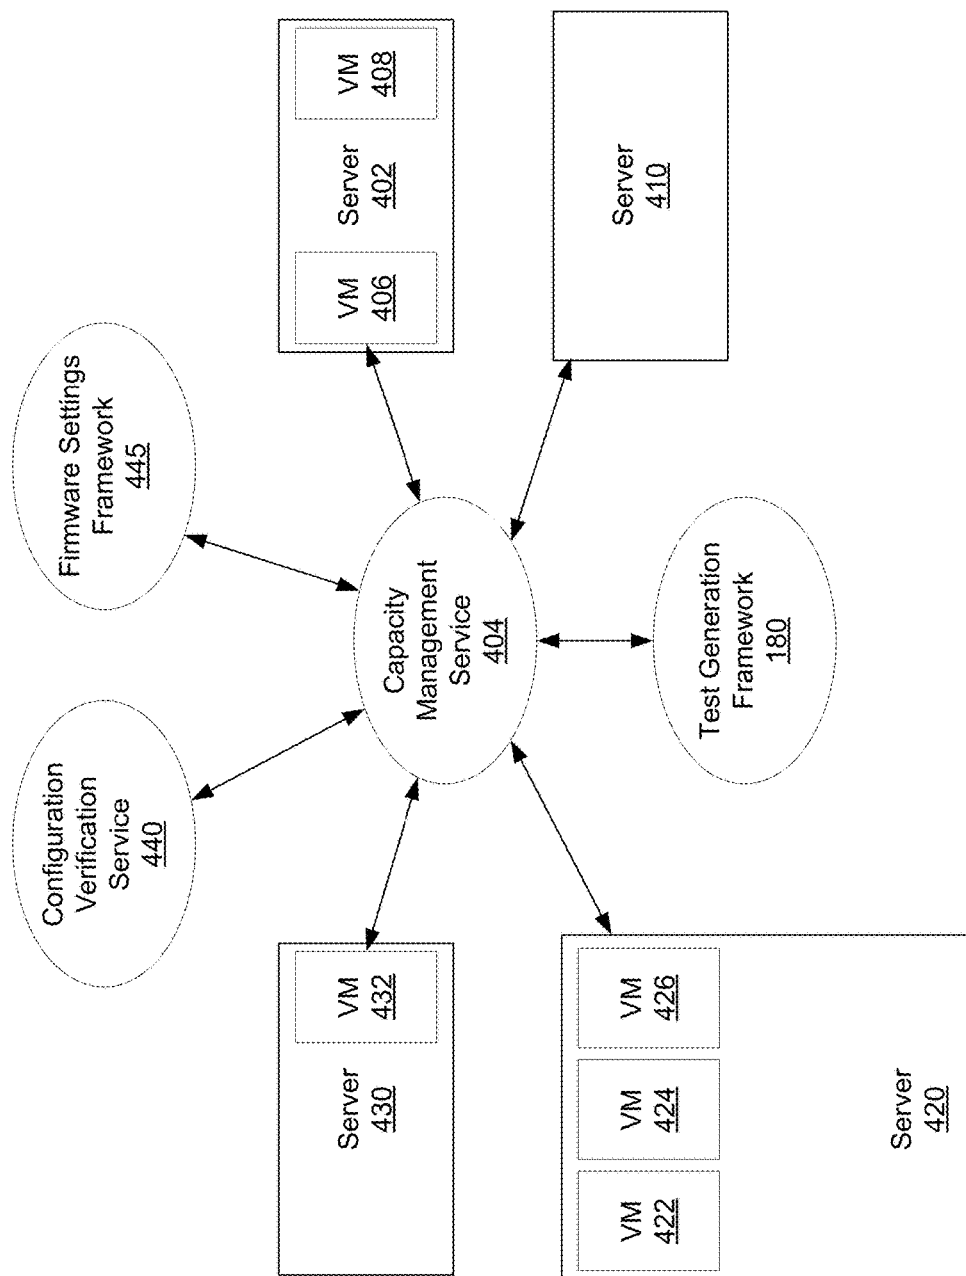 Configuration
Verification
Service
440
Firmware Settings
Framework
445
Server
430
VM
432
VM
406
Server
402
VM
408
Capacity
Management
Service
404
VM
422
VM
424
VM
426
Server
420
Server
410
Test Generation
Framework
180